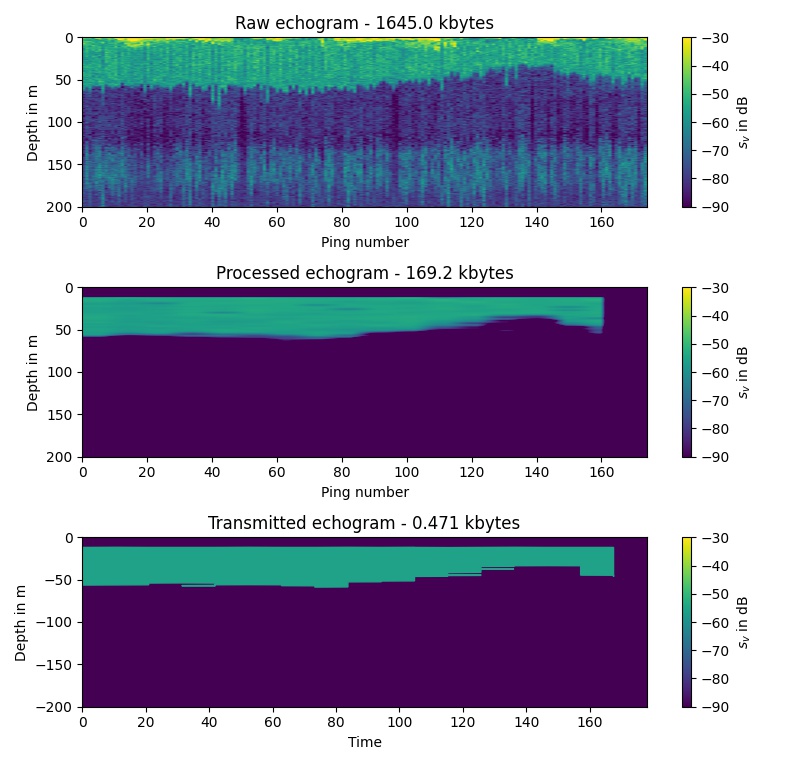 Raw echogram - 1645.0 kbytes
0
50
100
150
200
Depth in m
0 20 40 60 80 100 120 140 160
Ping number
−30
−40
−50
−60
−70
−80
−90
sv in dB
Processed echogram - 169.2 kbytes
0
50
100
150
200
Depth in m
0 20 40 60 80 100 120 140 160
Ping number
−30
−40
−50
−60
−70
−80
−90
sv in dB
Transmitted echogram - 0.471 kbytes
0
−50
−100
−150
−200
Depth in m
0 20 40 60 80 100 120 140 160
Time
−30
−40
−50
−60
−70
−80
−90
sv in dB